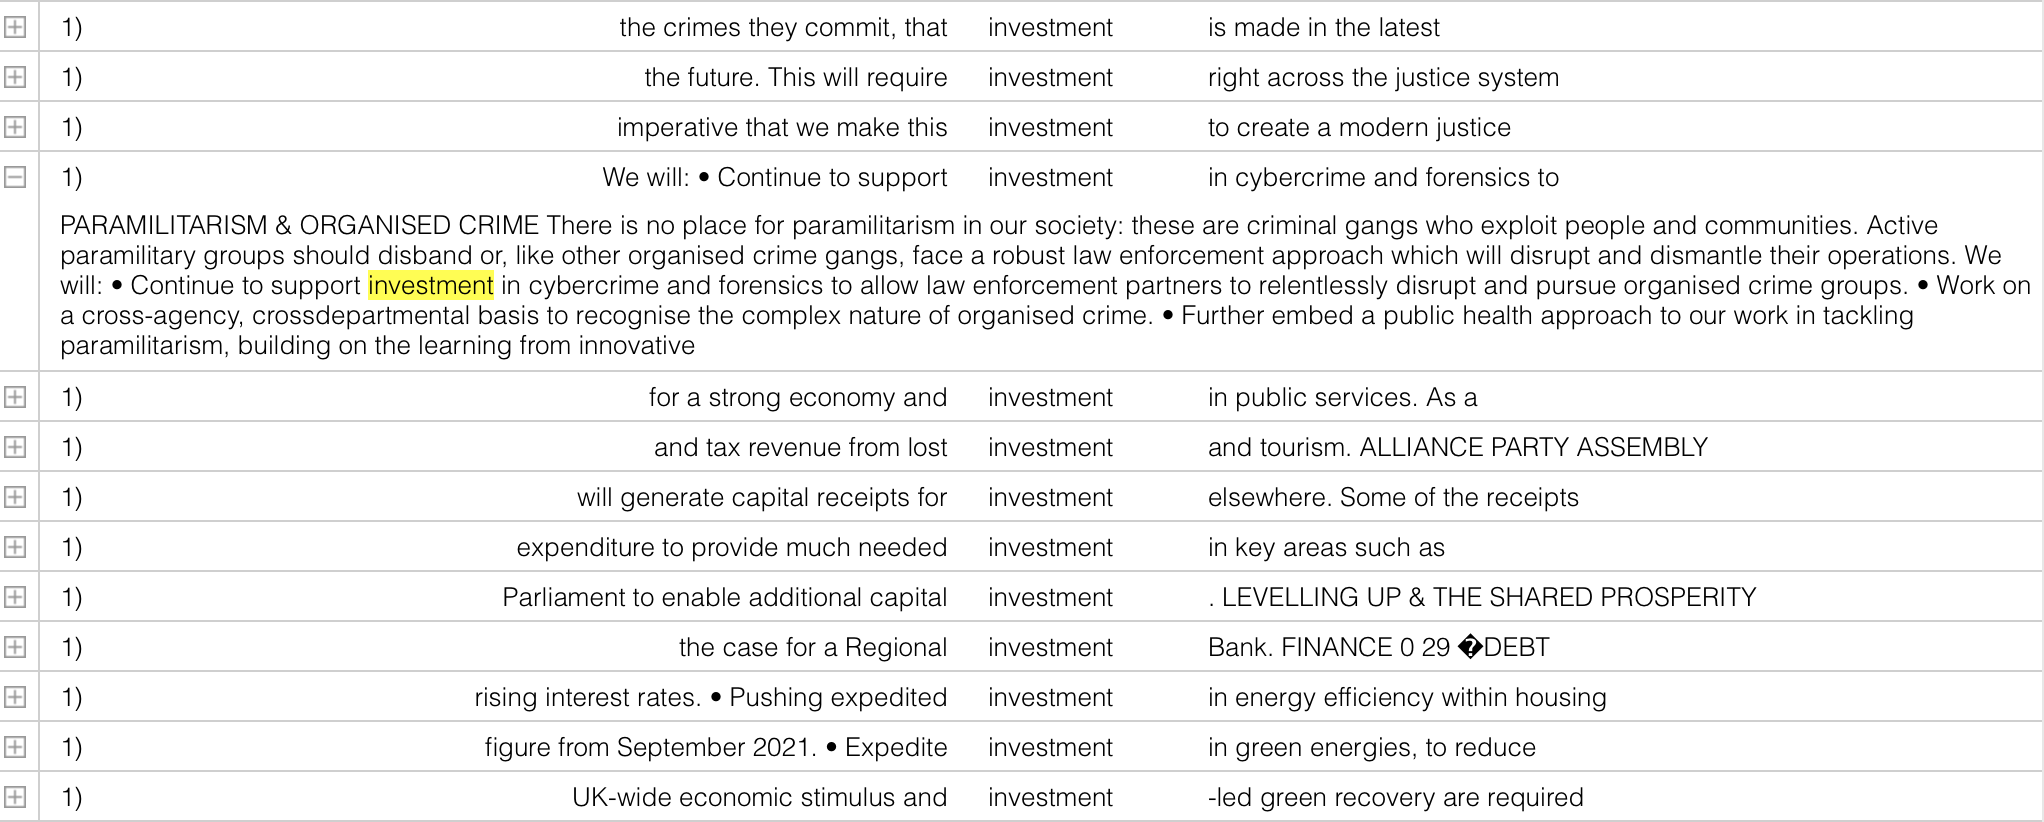 1) the crimes they commit, that investment is made in the latest
1) the future. This will require investment right across the justice system
1) imperative that we make this investment to create a modern justice
1) We will: • Continue to support investment in cybercrime and forensics to
PARAMILITARISM & ORGANISED CRIME There is no place for paramilitarism in our society: these are criminal gangs who exploit people and communities. Active
paramilitary groups should disband or, like other organised crime gangs, face a robust law enforcement approach which will disrupt and dismantle their operations. We
will: • Continue to support investment in cybercrime and forensics to allow law enforcement partners to relentlessly disrupt and pursue organised crime groups. • Work on
a cross-agency, crossdepartmental basis to recognise the complex nature of organised crime. • Further embed a public health approach to our work in tackling
paramilitarism, building on the learning from innovative
1) for a strong economy and investment in public services. As a
1) and tax revenue from lost investment and tourism. ALLIANCE PARTY ASSEMBLY
1) will generate capital receipts for investment elsewhere. Some of the receipts
1) expenditure to provide much needed investment in key areas such as
1) Parliament to enable additional capital investment . LEVELLING UP & THE SHARED PROSPERITY
1) the case for a Regional investment Bank. FINANCE 0 29 �DEBT
1) rising interest rates. • Pushing expedited investment in energy efficiency within housing
1) figure from September 2021. • Expedite investment in green energies, to reduce
1) UK-wide economic stimulus and investment -led green recovery are required